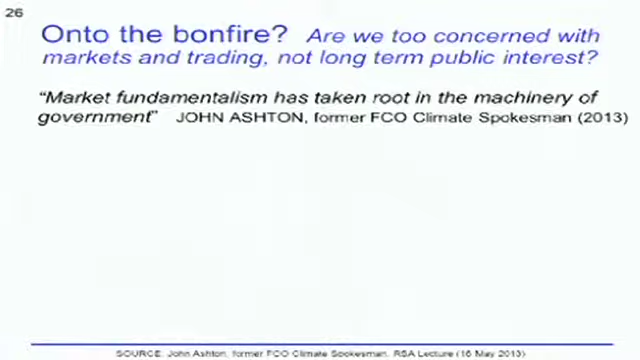 26
Onto the bonfire? Are we too concerned with
markets and trading, not long term public interest?
“Market fundamentalism has taken root in the machinery of
government” JOHN ASHTON, former FCO Climate Spokesman (2013)
SOURCE: John Ashton, former FCO Climate Spokesman, RSA Lecture (16 May 2013)